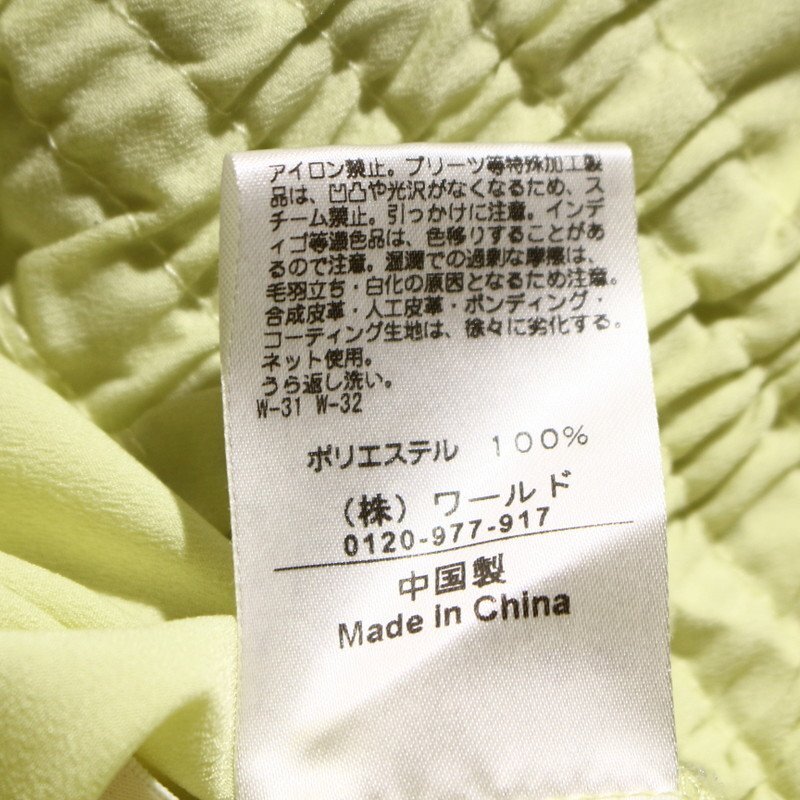 アイロン禁止。プリーツ等特殊加工製
品は、凹凸や光沢がなくなるため、ス
チーム禁止。引っかけに注意。インデ
ィゴ等濃色品は、色移りすることがあ
るので注意。湿潤での過剰な摩擦は、
毛羽立ち・白化の原因となるため注意。
合成皮革・人工皮革・ボンディング・
コーティング生地は、徐々に劣化する。
ネット使用。
うら返し洗い。
W-31 W-32
ポリエステル 100%
(株) ワールド
0120-977-917
中国製
Made in China